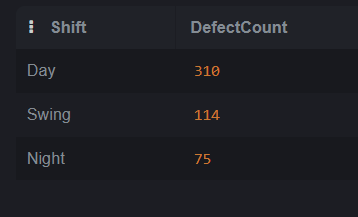 Shift DefectCount
Day 310
Swing 114
Night 75